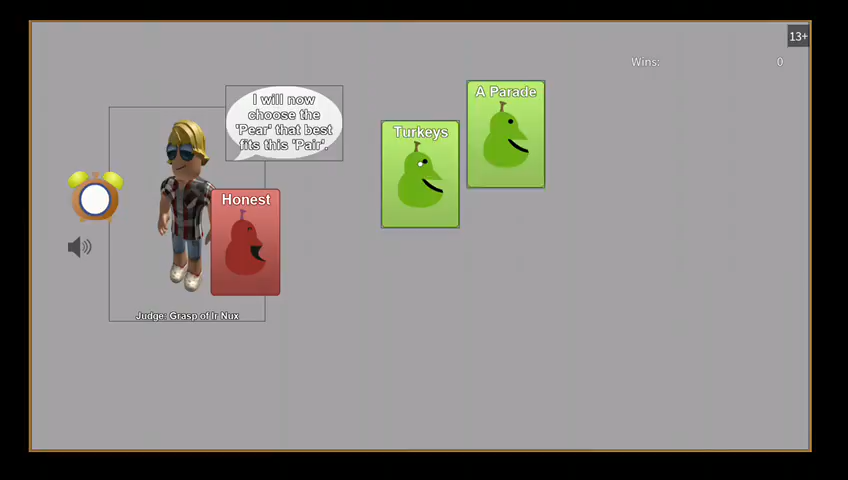 13+
Wins: 0
I will now
choose the
'Pear' that best
fits this 'Pair'.
A Parade
Turkeys
Honest
Judge: Grasp of Ir Nux